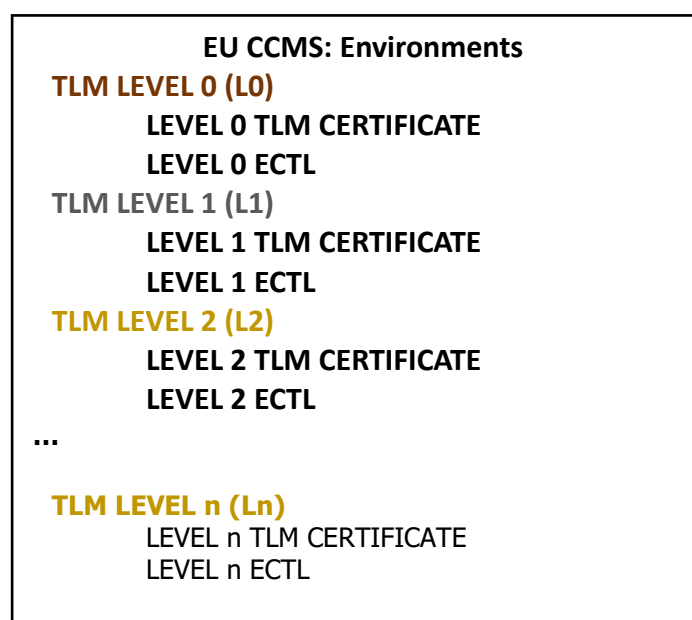 EU CCMS: Environments
TLM LEVEL 0 (L0)
LEVEL 0 TLM CERTIFICATE
LEVEL 0 ECTL
TLM LEVEL 1 (L1)
LEVEL 1 TLM CERTIFICATE
LEVEL 1 ECTL
TLM LEVEL 2 (L2)
LEVEL 2 TLM CERTIFICATE
LEVEL 2 ECTL
...
TLM LEVEL n (Ln)
LEVEL n TLM CERTIFICATE
LEVEL n ECTL